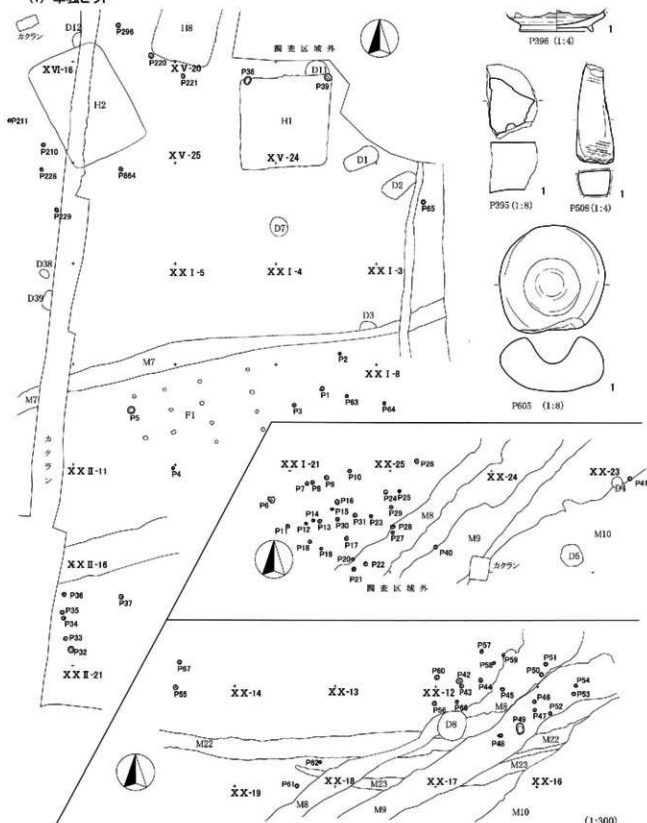 (7) 単独ピット
カクラン
D12
P296
H8
調査区域外
P220
XV-20
P221
XVI-16
P38
D11
P39
H2
H1
P211
P210
P228
P864
XV-25
XV-24
D1
D2
P229
P65
D7
D38
XXI-5
XXI-4
XXI-3
D39
D3
M7
P2
XXI-8
M7
P1
P63
P64
P5
F1
P3
カクラン
XXII-11
P4
XXII-16
P36
P37
P35
P34
P33
P32
XXII-21
P396 (1:4)
1
P395 (1:8)
1
P508 (1:4)
1
P605 (1:8)
1
XXI-21
XX-25
P26
XX-24
XX-23
P10
P9
P7
P8
P41
D4
P6
P16
P24
P25
M8
P15
P29
P14
P11
P12
P13
P30
P31
P23
P28
P27
M9
M10
P18
P17
P19
P40
D5
P20
P22
カクラン
P21
調査区域外
P57
P59
P58
P51
P67
P60
P42
P50
P55
XX-14
XX-13
XX-12
P43
P44
P45
P54
P46
P53
P56
P66
M8
D8
P47
P52
P49
P48
M22
M22
P62
M23
P61
XX-19
XX-18
M23
XX-17
XX-16
M8
M9
M10
(1:300)